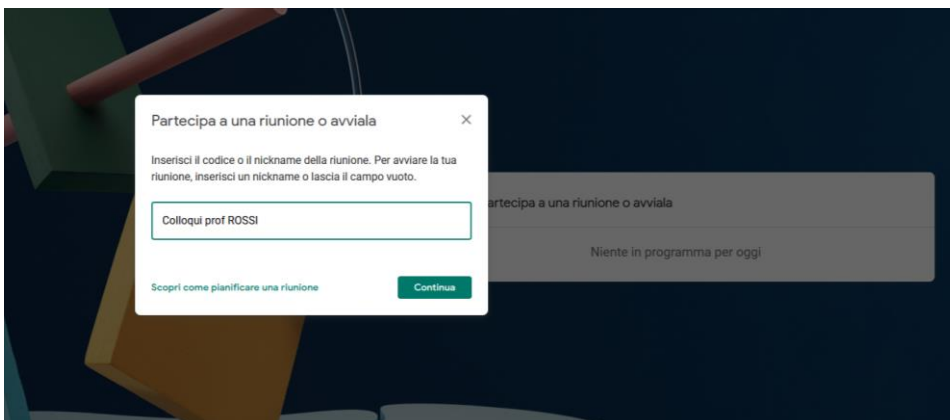 Partecipa a una riunione o avviala
Inserisci il codice o il nickname della riunione. Per avviare la tua
riunione, inserisci un nickname o lascia il campo vuoto.
Colloqui prof ROSSI
Scopri come pianificare una riunione
Continua
artecipa a una riunione o avviala
Niente in programma per oggi